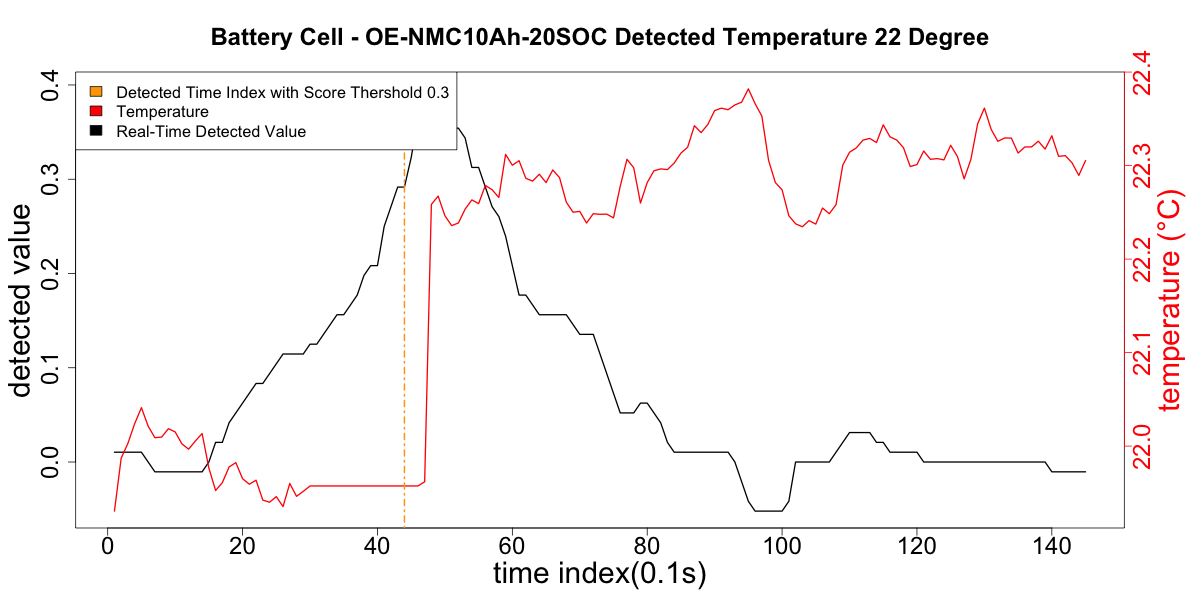 Battery Cell - OE-NMC10Ah-20SOC Detected Temperature 22 Degree
Detected Time Index with Score Thershold 0.3
Temperature
Real-Time Detected Value
detected value
0.4
0.3
0.2
0.1
0.0
22.4
22.3
22.2
22.1
22.0
temperature (°C)
0 20 40 60 80 100 120 140
time index(0.1s)